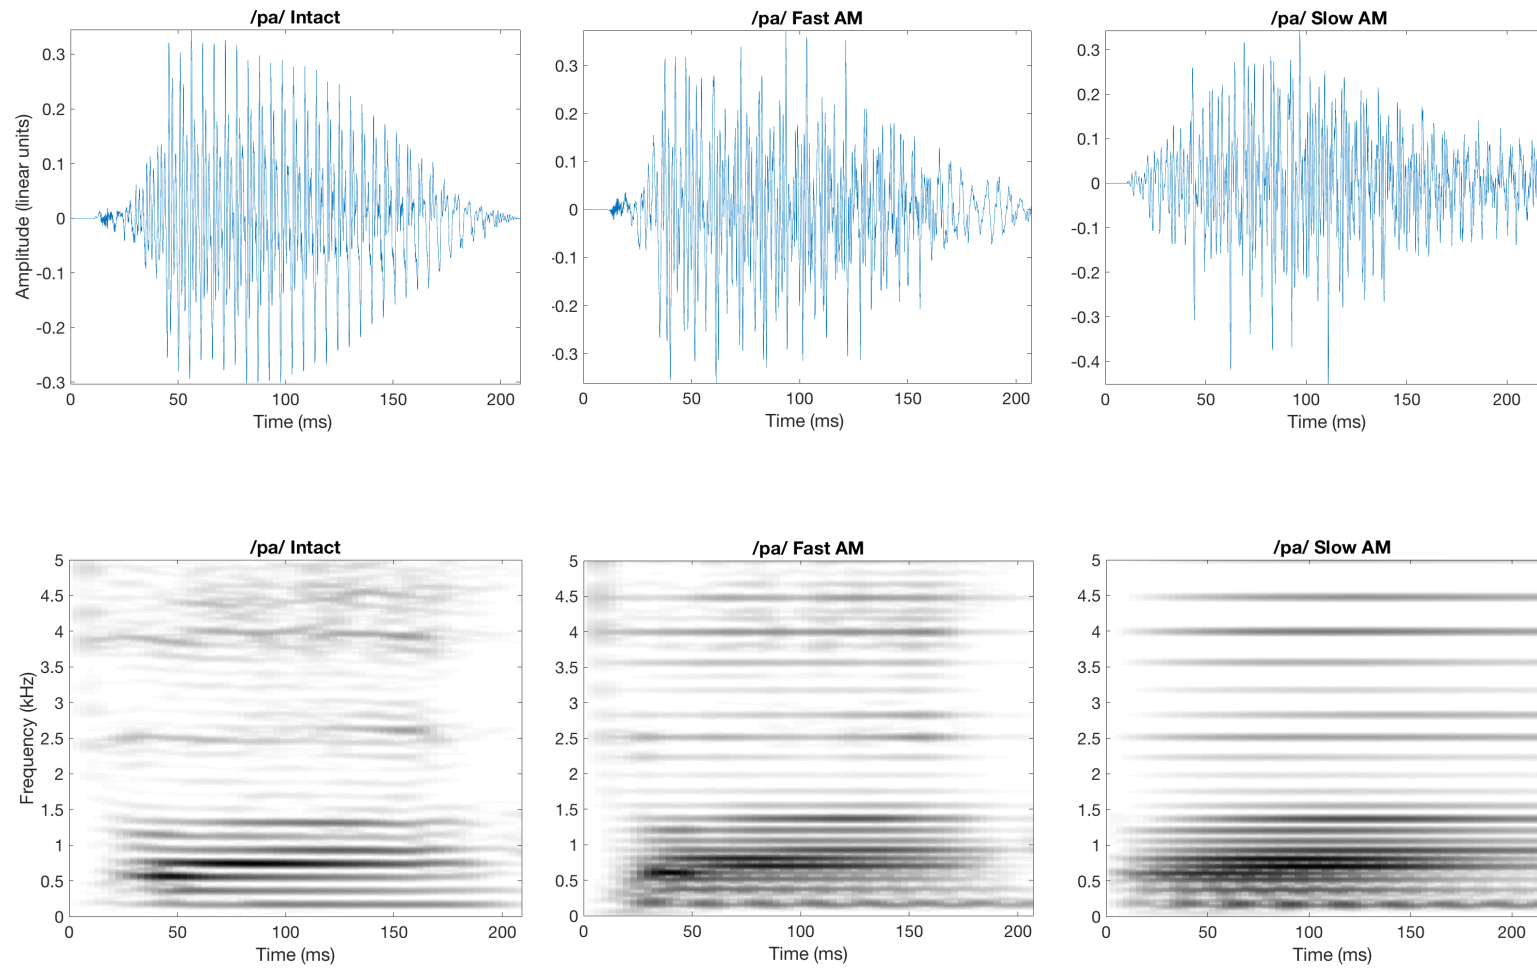 /pa/ Intact
/pa/ Fast AM
/pa/ Slow AM
Amplitude (linear units)
0.3
0.2
0.1
0
-0.1
-0.2
-0.3
0 50 100 150 200
Time (ms)
0.3
0.2
0.1
0
-0.1
-0.2
-0.3
0 50 100 150 200
Time (ms)
0.3
0.2
0.1
0
-0.1
-0.2
-0.3
-0.4
0 50 100 150 200
Time (ms)
/pa/ Intact
/pa/ Fast AM
/pa/ Slow AM
Frequency (kHz)
5
4.5
4
3.5
3
2.5
2
1.5
1
0.5
0
0 50 100 150 200
Time (ms)
5
4.5
4
3.5
3
2.5
2
1.5
1
0.5
0
0 50 100 150 200
Time (ms)
5
4.5
4
3.5
3
2.5
2
1.5
1
0.5
0
0 50 100 150 200
Time (ms)